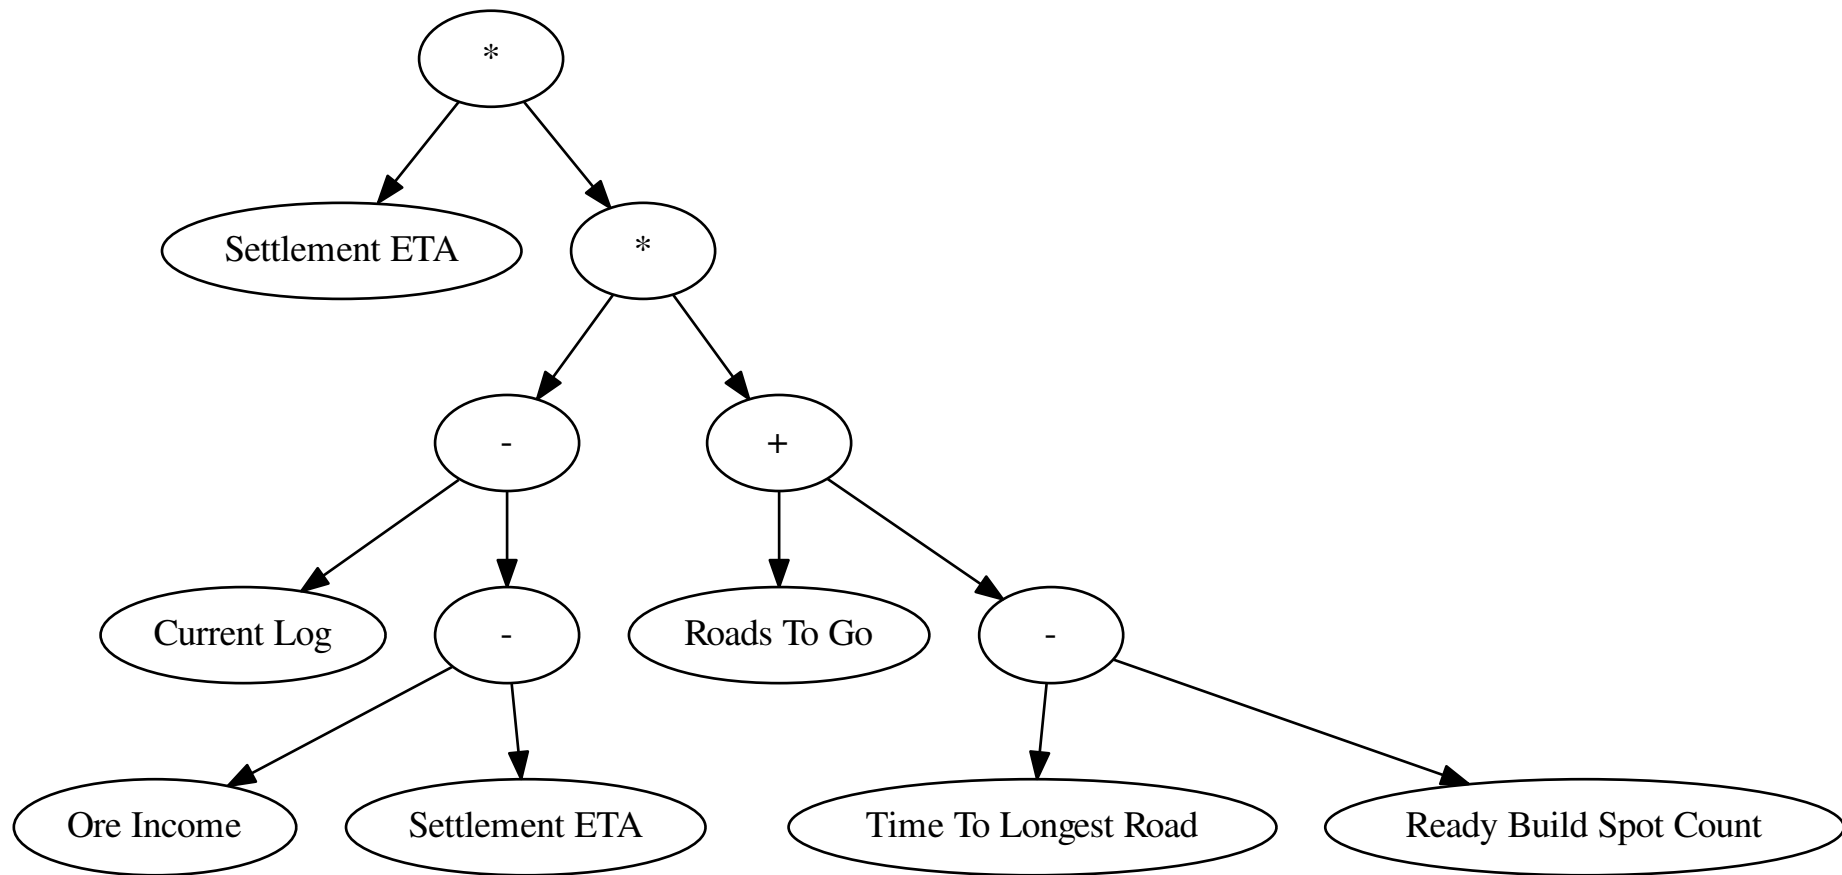 *
Settlement ETA
*
-
+
Current Log
-
Roads To Go
-
Ore Income
Settlement ETA
Time To Longest Road
Ready Build Spot Count